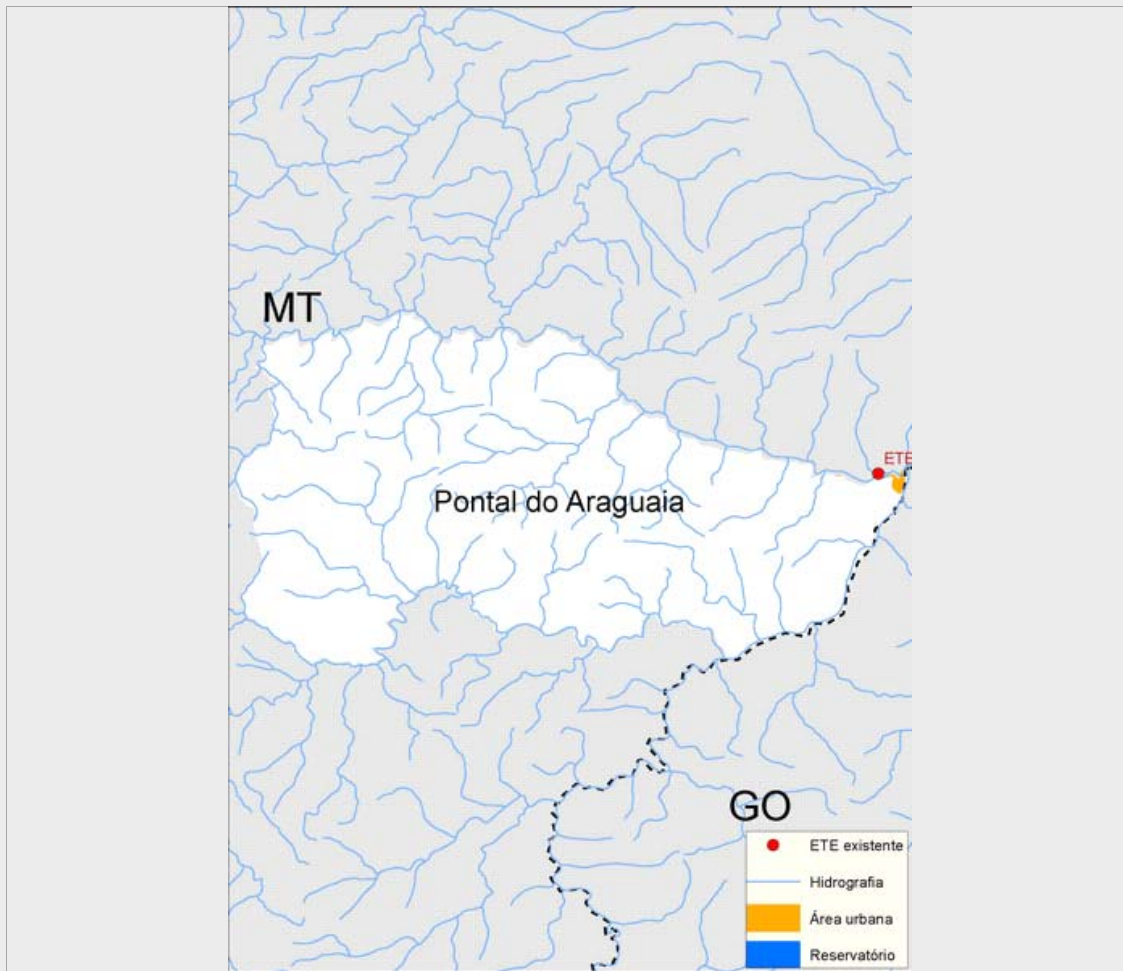 MT
ETE
Pontal do Araguaia
GO
ETE existente
Hidrografia
Área urbana
Reservatório